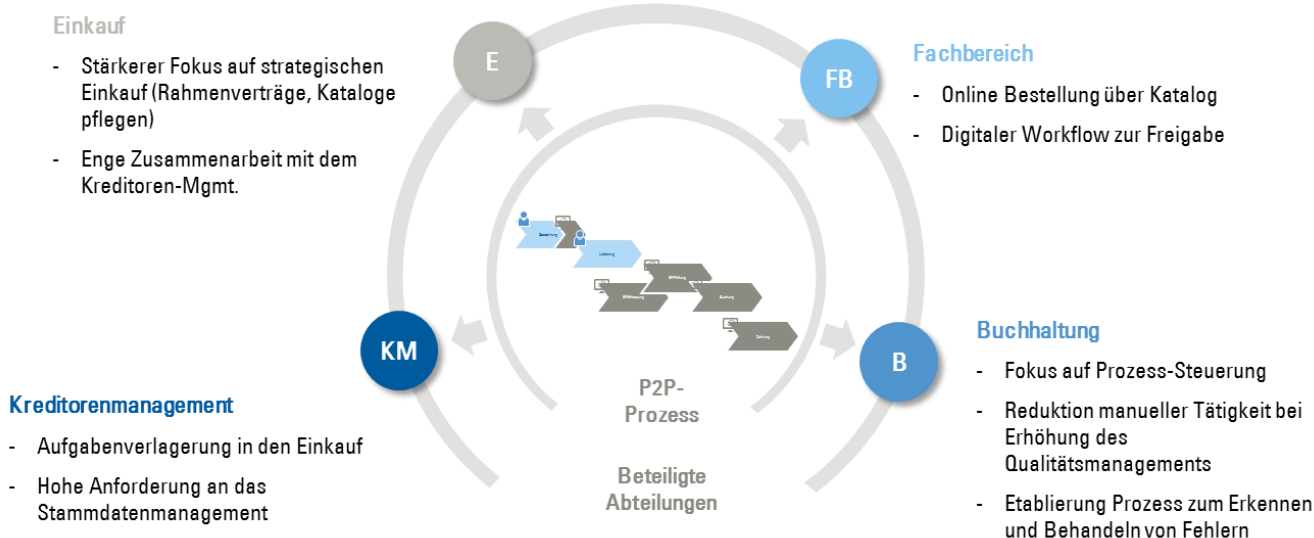 Einkauf
- Stärkerer Fokus auf strategischen
Einkauf (Rahmenverträge, Kataloge
pflegen)
- Enge Zusammenarbeit mit dem
Kreditoren-Mgmt.
E
FB
Fachbereich
- Online Bestellung über Katalog
- Digitaler Workflow zur Freigabe
Lieferung
Buchung
Zahlung
KM
B
P2P-
Prozess
Beteiligte
Abteilungen
Kreditorenmanagement
- Aufgabenverlagerung in den Einkauf
- Hohe Anforderung an das
Stammdatenmanagement
Buchhaltung
- Fokus auf Prozess-Steuerung
- Reduktion manueller Tätigkeit bei
Erhöhung des
Qualitätsmanagements
- Etablierung Prozess zum Erkennen
und Behandeln von Fehlern